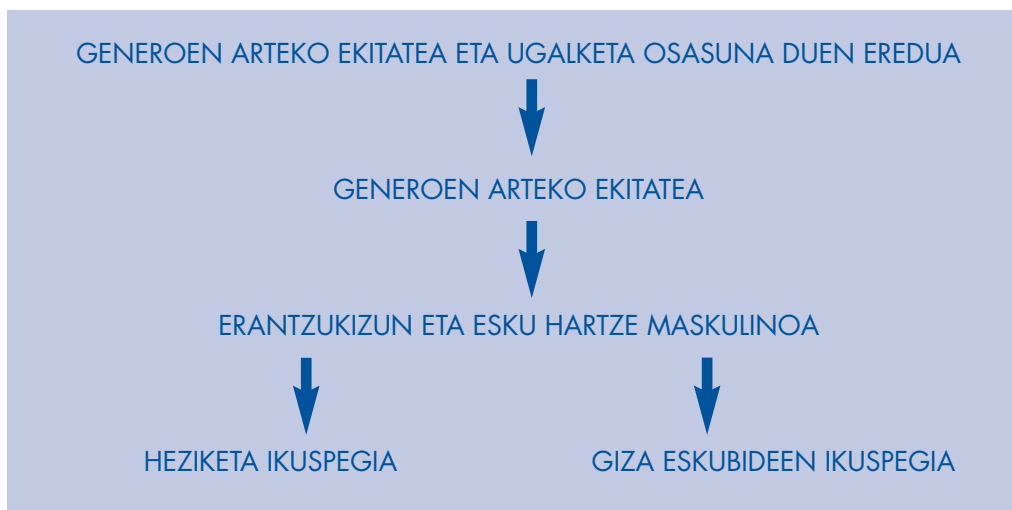 GENEROEN ARTEKO EKITATEA ETA UGALKETA OSASUNA DUEN EREDUA
GENEROEN ARTEKO EKITATEA
ERANTZUKIZUN ETA ESKU HARTZE MASKULINOA
HEZIKETA IKUSPEGIA
GIZA ESKUBIDEEN IKUSPEGIA